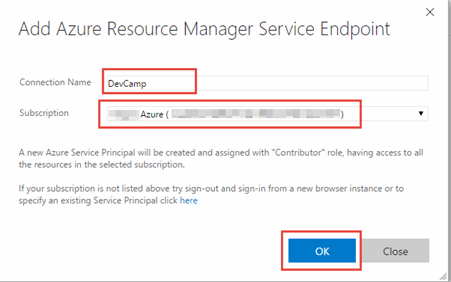 Add Azure Resource Manager Service Endpoint
Connection Name
DevCamp
Subscription
Azure ( )
A new Azure Service Principal will be created and assigned with "Contributor" role, having access to all
the resources in the selected subscription.
If your subscription is not listed above try sign-out and sign-in from a new browser instance or to
specify an existing Service Principal click here
OK
Close